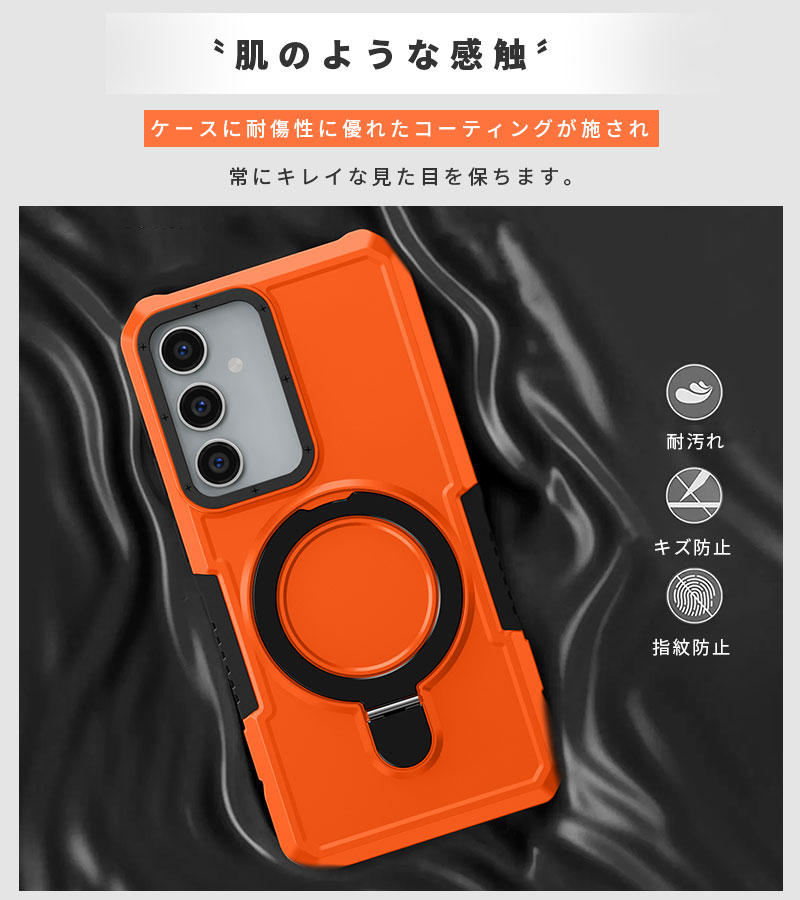 〝肌のような感触〞
ケースに耐傷性に優れたコーティングが施され
常にキレイな見た目を保ちます。
耐汚れ
キズ防止
指紋防止